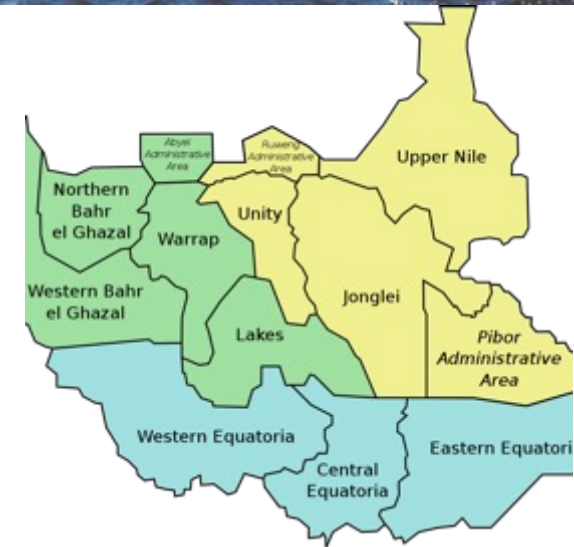 Abyei
Administrative
Area
Ruweng
Administrative
Area
Upper Nile
Northern
Bahr
el Ghazal
Unity
Warrap
Western Bahr
el Ghazal
Jonglei
Lakes
Pibor
Administrative
Area
Western Equatoria
Eastern Equatori
Central
Equatoria